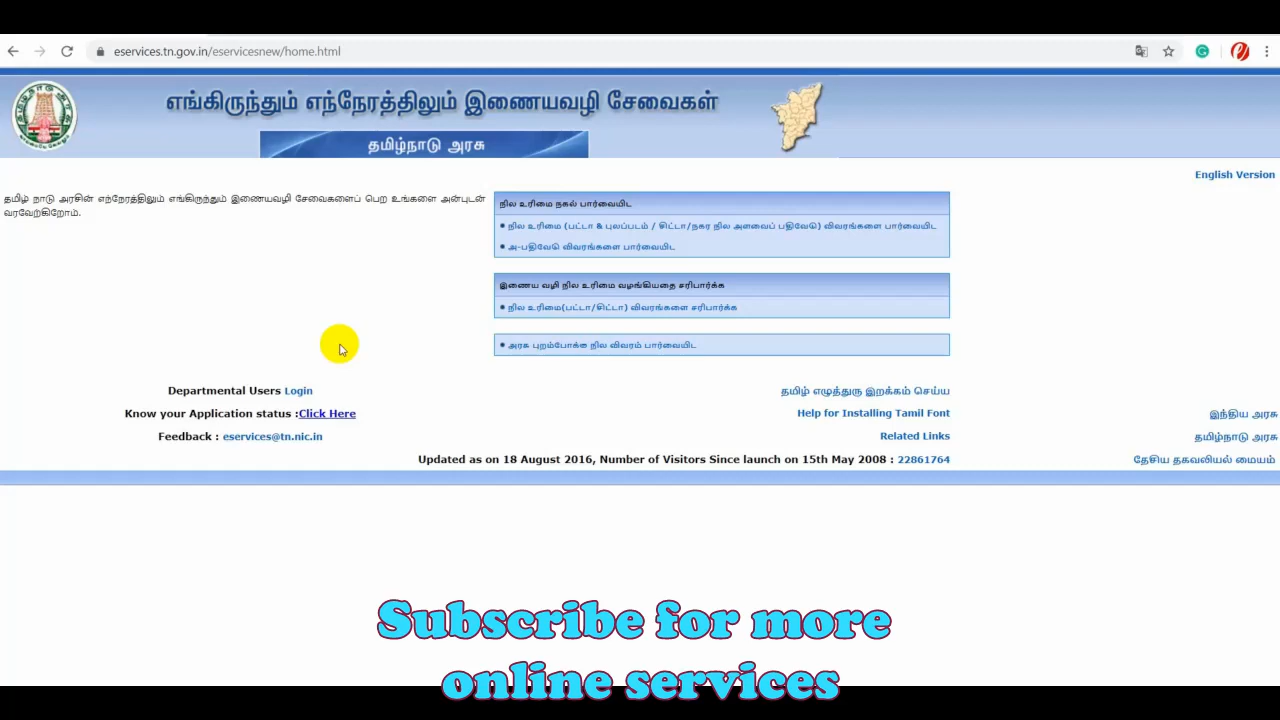 eservices.tn.gov.in/eservicesnew/home.html
எங்கிருந்தும் எந்நேரத்திலும் இணையவழி சேவைகள்
தமிழ்நாடு அரசு
English Version
தமிழ் நாடு அரசின் எந்நேரத்திலும் எங்கிருந்தும் இணையவழி சேவைகளைப் பெற உங்களை அன்புடன்
வரவேற்கிறோம்.
நில உரிமை நகல் பார்வையிட
நில உரிமை (பட்டா & புலப்படம் / சிட்டா/நகர நில அளவைப் பதிவேடு) விவரங்களை பார்வையிட
அ-பதிவேடு விவரங்களை பார்வையிட
இணைய வழி நில உரிமை வழங்கியதை சரிபார்க்க
நில உரிமை(பட்டா/சிட்டா) விவரங்களை சரிபார்க்க
அரசு புறம்போக்கு நில விவரம் பார்வையிட
Departmental Users Login
Know your Application status :Click Here
Feedback : eservices@tn.nic.in
தமிழ் எழுத்துரு இறக்கம் செய்ய
Help for Installing Tamil Font
Related Links
இந்திய அரசு
தமிழ்நாடு அரசு
தேசிய தகவலியல் மையம்
Updated as on 18 August 2016, Number of Visitors Since launch on 15th May 2008 : 22861764
Subscribe for more
online services